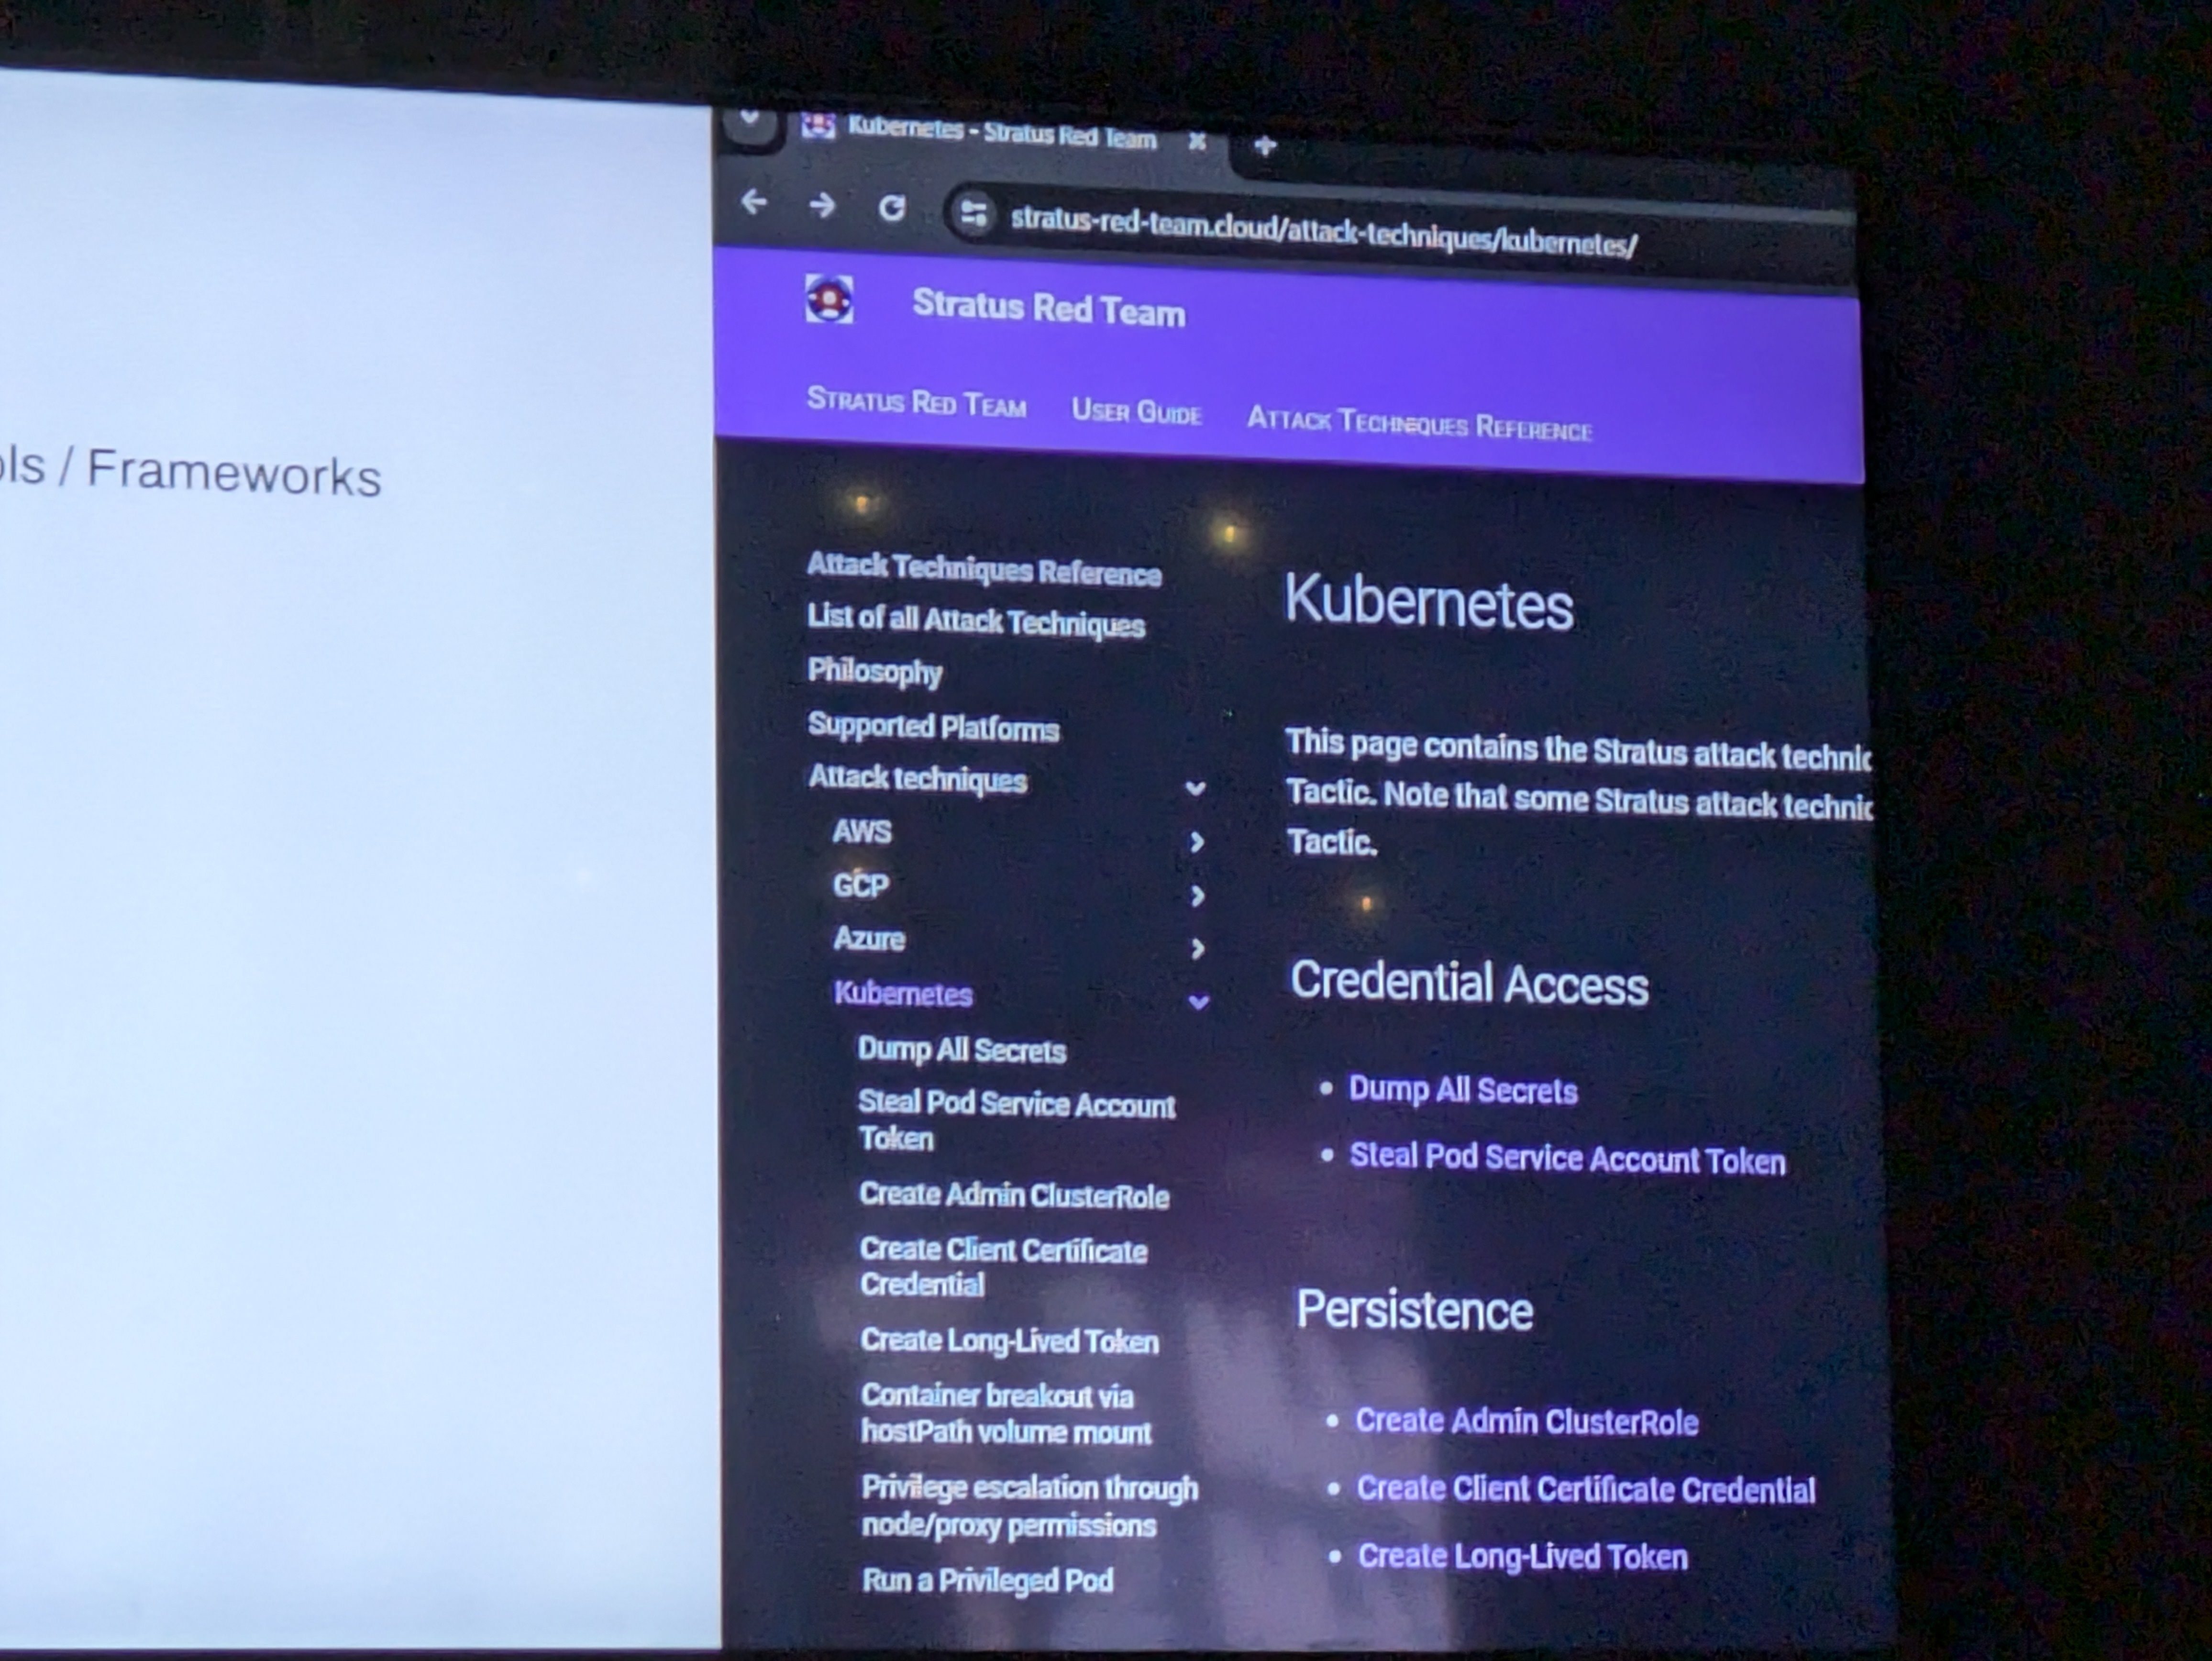 / Frameworks
Kubernetes - Stratus Red Team
stratus-red-team.cloud/attack-techniques/kubernetes/
Stratus Red Team
STRATUS RED TEAM USER GUIDE ATTACK TECHNIQUES REFERENCE
Attack Techniques Reference
List of all Attack Techniques
Philosophy
Supported Platforms
Attack techniques
AWS
GCP
Azure
Kubernetes
Dump All Secrets
Steal Pod Service Account
Token
Create Admin ClusterRole
Create Client Certificate
Credential
Create Long-Lived Token
Container breakout via
hostPath volume mount
Privilege escalation through
node/proxy permissions
Run a Privileged Pod
Kubernetes
This page contains the Stratus attack technic
Tactic. Note that some Stratus attack technic
Tactic.
Credential Access
• Dump All Secrets
• Steal Pod Service Account Token
Persistence
• Create Admin ClusterRole
• Create Client Certificate Credential
• Create Long-Lived Token